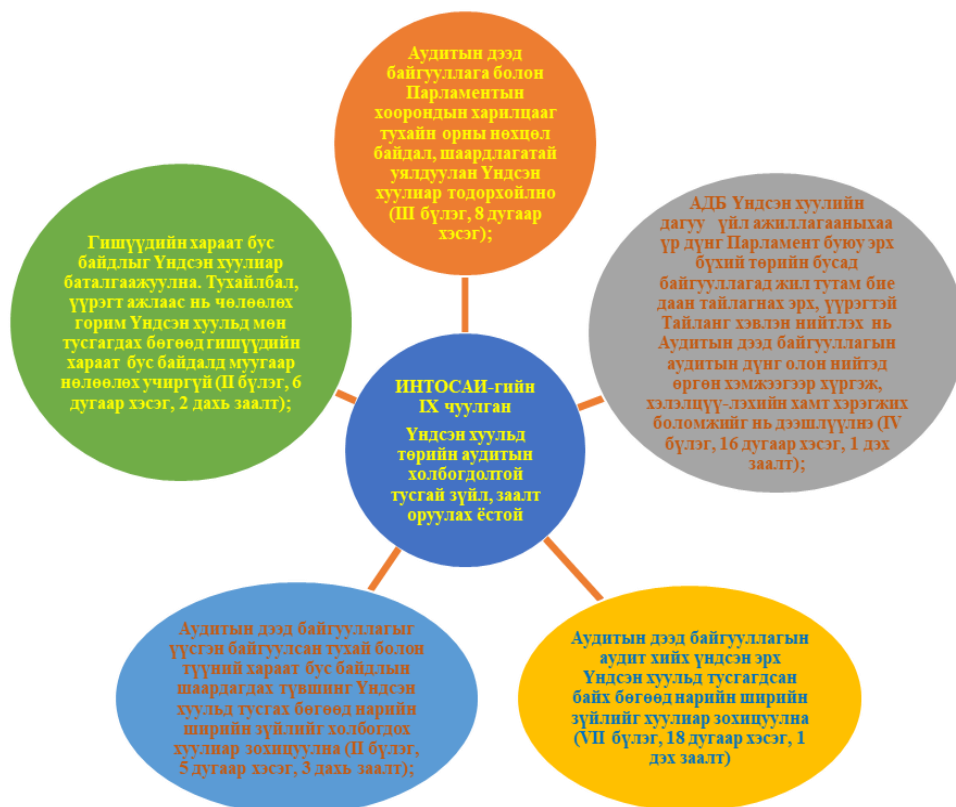 Аудитын дээд
байгууллага болон
Парламентын
хоорондын харилцааг
тухайн орны нөхцөл
байдал, шаардлагатай
уялдуулан Үндсэн
хуулиар тодорхойлно
(III бүлэг, 8 дугаар
хэсэг);
АДБ Үндсэн хуулийн
дагуу үйл ажиллагааныхаа
үр дүнг Парламент буюу эрх
бүхий төрийн бусад
байгууллагад жил тутам бие
даан тайлагнах эрх, үүрэгтэй
Тайланг хэвлэн нийтлэх нь
Аудитын дээд байгууллагын
аудитын дүнг олон нийтэд
өргөн хэмжээгээр хүргэж,
хэлэлцүү-лэхийн хамт хэрэгжих
боломжийг нь дээшлүүлнэ (IV
бүлэг, 16 дугаар хэсэг, 1 дэх
заалт);
Гишүүдийн хараат бус
байдлыг Үндсэн хуулиар
баталгаажуулна. Тухайлбал,
үүрэгт ажлаас нь чөлөөлөх
горим Үндсэн хуульд мөн
тусгагдах бөгөөд гишүүдийн
хараат бус байдалд муугаар
нөлөөлөх учиргүй (II бүлэг, 6
дугаар хэсэг, 2 дахь заалт);
ИНТОСАИ-гийн
IX чуулган
Үндсэн хуульд
төрийн аудитын
холбогдолтой
тусгай зүйл, заалт
оруулах ёстой
Аудитын дээд байгууллагыг
үүсгэн байгуулсан тухай болон
түүний хараат бус байдлын
шаардагдах түвшинг Үндсэн
хуульд тусгах бөгөөд нарийн
ширийн зүйлийг холбогдох
хуулиар зохицуулна (II бүлэг,
5 дугаар хэсэг, 3 дахь заалт);
Аудитын дээд байгууллагын
аудит хийх үндсэн эрх
Үндсэн хуульд тусгагдсан
байх бөгөөд нарийн ширийн
зүйлийг хуулиар зохицуулна
(VII бүлэг, 18 дугаар хэсэг, 1
дэх заалт)